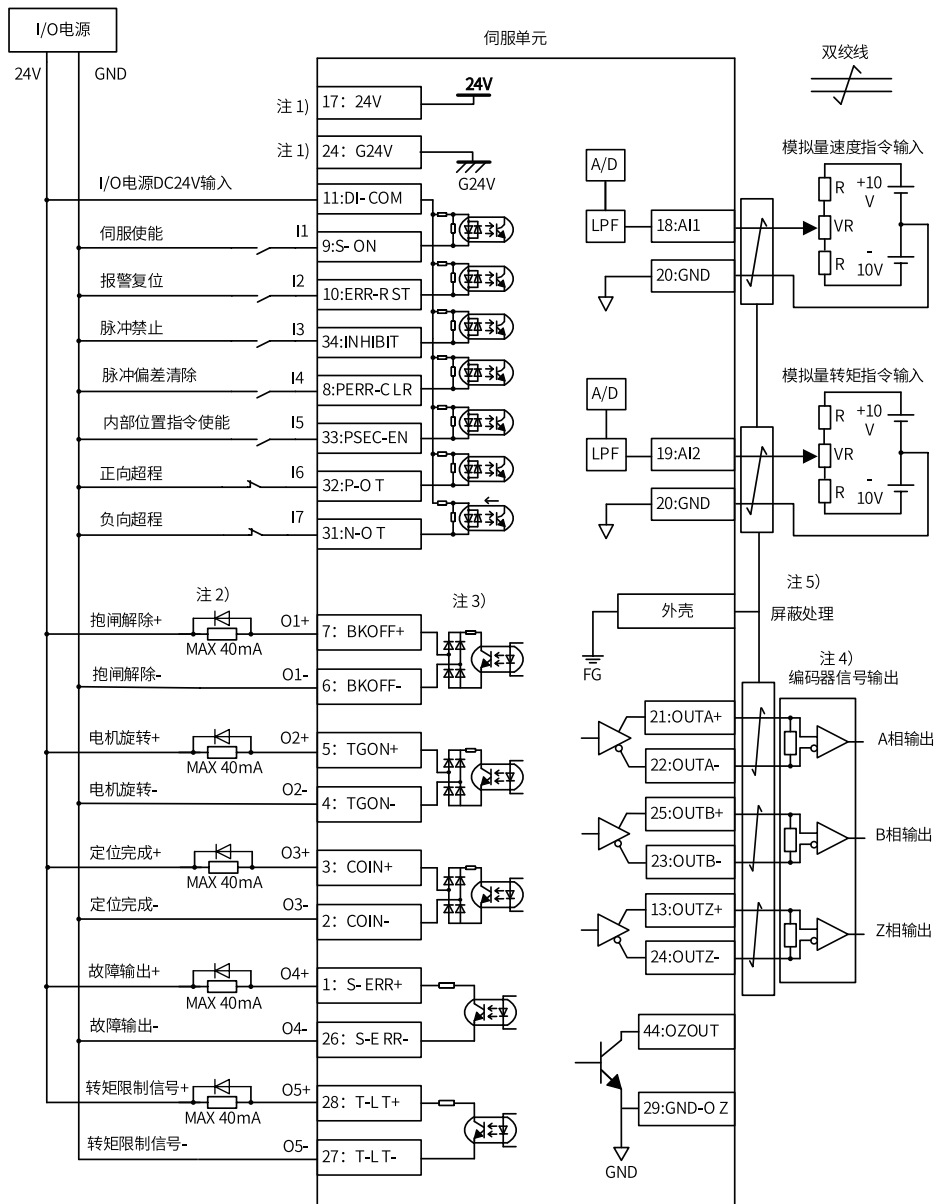 I/O电源
24V
GND
伺服单元
双绞线
注 1)
17：24V
24V
注 1)
24：G24V
G24V
I/O电源DC24V输入
11:DI-COM
伺服使能
I1
9:S-ON
报警复位
I2
10:ERR-RST
脉冲禁止
I3
34:INHIBIT
脉冲偏差清除
I4
8:PERR-CLR
内部位置指令使能
I5
33:PSEC-EN
正向超程
I6
32:P-OT
负向超程
I7
31:N-OT
模拟量速度指令输入
A/D
LPF
18:AI1
20:GND
R
+10
V
VR
R
-
10V
模拟量转矩指令输入
A/D
LPF
19:AI2
20:GND
R
+10
V
VR
R
-
10V
注 2)
注 3)
抱闸解除+
MAX 40mA
O1+
7：BKOFF+
抱闸解除-
O1-
6：BKOFF-
电机旋转+
MAX 40mA
O2+
5：TGON+
电机旋转-
O2-
4：TGON-
定位完成+
MAX 40mA
O3+
3：COIN+
定位完成-
O3-
2：COIN-
故障输出+
MAX 40mA
O4+
1：S-ERR+
故障输出-
O4-
26：S-ERR-
转矩限制信号+
MAX 40mA
O5+
28：T-LT+
转矩限制信号-
O5-
27：T-LT-
注 5)
外壳
屏蔽处理
FG
注 4)
编码器信号输出
21:OUTA+
22:OUTA-
A相输出
25:OUTB+
23:OUTB-
B相输出
13:OUTZ+
24:OUTZ-
Z相输出
44:OZOUT
29:GND-OZ
GND